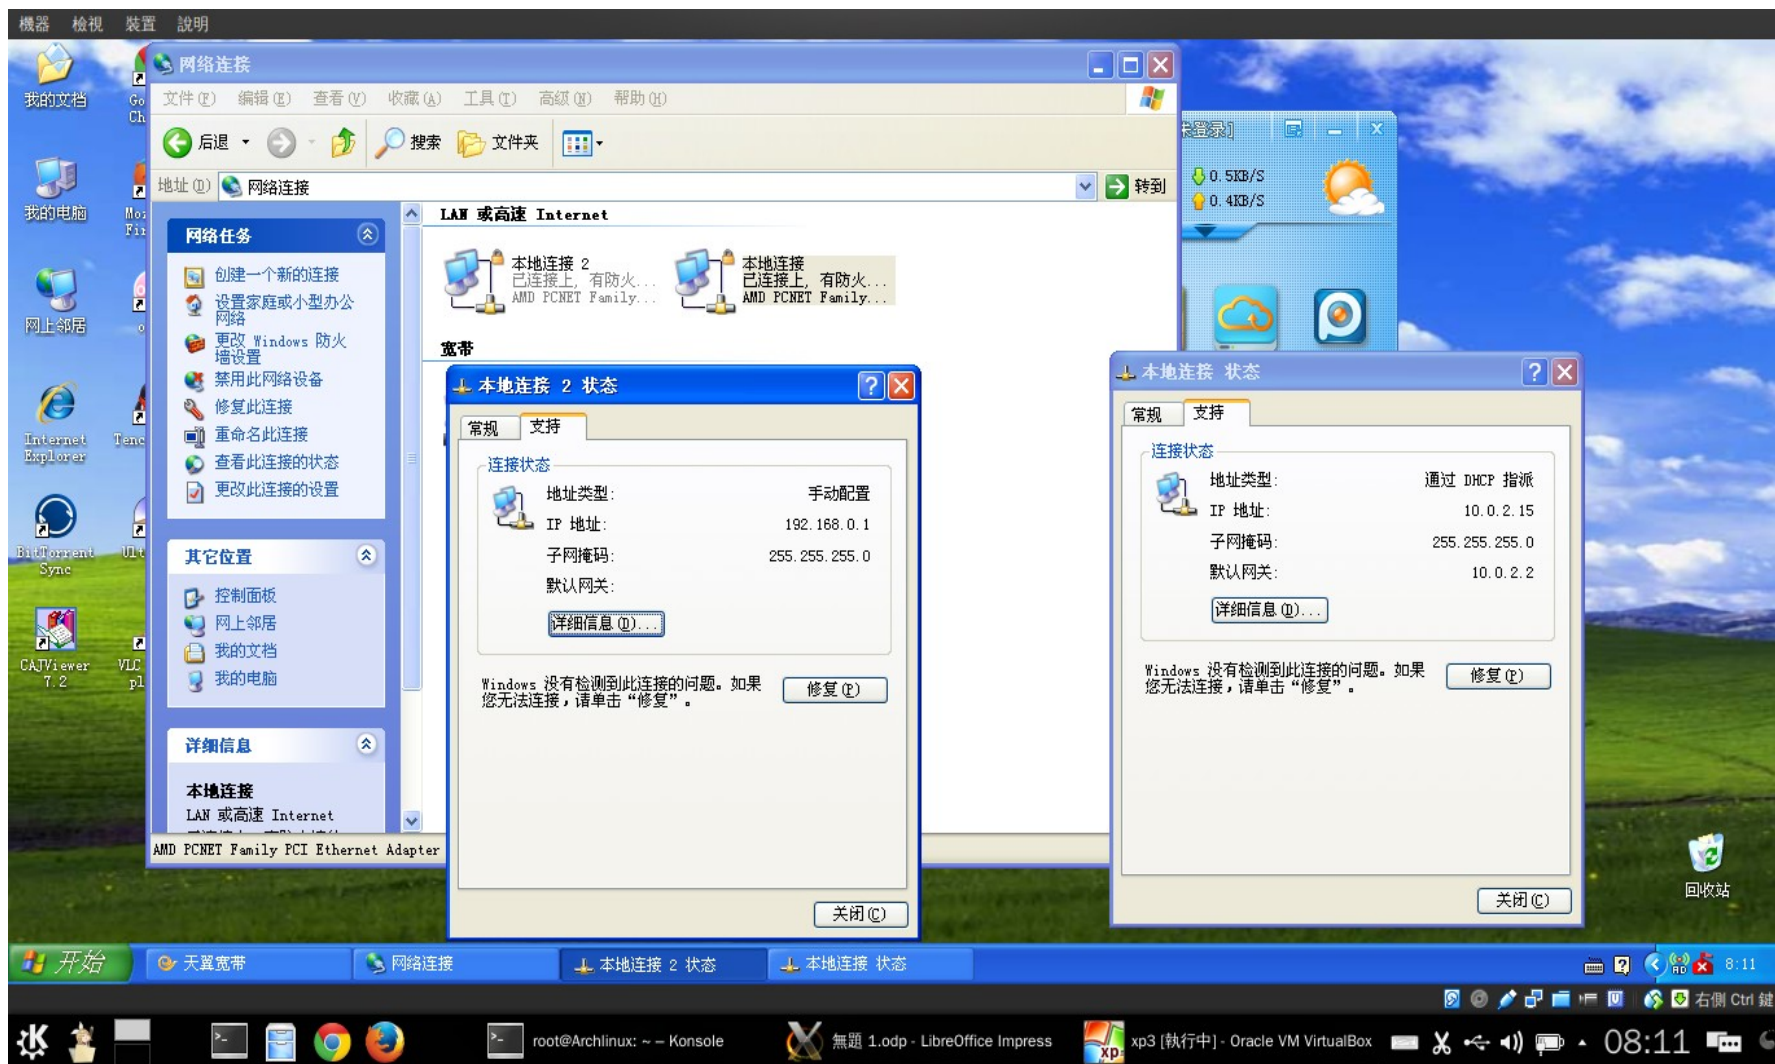 機器 檢視 裝置 說明
我的文档
我的电脑
网上邻居
Internet
Explorer
BitTorrent
Sync
CAJViewer
7.2
Go
Ch
Tenc
VLC
pl
网络连接
文件(F) 编辑(E) 查看(V) 收藏(A) 工具(T) 高级(N) 帮助(H)
后退 搜索 文件夹
地址(D) 网络连接 转到
网络任务
创建一个新的连接
设置家庭或小型办公
网络
更改 Windows 防火
墙设置
禁用此网络设备
修复此连接
重命名此连接
查看此连接的状态
更改此连接的设置
其它位置
控制面板
网上邻居
我的文档
我的电脑
详细信息
本地连接
LAN 或高速 Internet
AMD PCNET Family PCI Ethernet Adapter
LAN 或高速 Internet
本地连接 2
已连接上, 有防火...
AMD PCNET Family...
本地连接
已连接上, 有防火...
AMD PCNET Family...
宽带
未登录]
0.5KB/S
0.4KB/S
本地连接 2 状态
常规 支持
连接状态
地址类型: 手动配置
IP 地址: 192.168.0.1
子网掩码: 255.255.255.0
默认网关:
详细信息(D)...
Windows 没有检测到此连接的问题。如果
您无法连接,请单击“修复”。
修复(P)
关闭(C)
本地连接 状态
常规 支持
连接状态
地址类型: 通过 DHCP 指派
IP 地址: 10.0.2.15
子网掩码: 255.255.255.0
默认网关: 10.0.2.2
详细信息(D)...
Windows 没有检测到此连接的问题。如果
您无法连接,请单击“修复”。
修复(P)
关闭(C)
回收站
开始 天翼宽带 网络连接 本地连接 2 状态 本地连接 状态 8:11
右側 Ctrl 鍵
root@Archlinux: ~ – Konsole 無題 1.odp - LibreOffice Impress xp3 [執行中] - Oracle VM VirtualBox 08:11